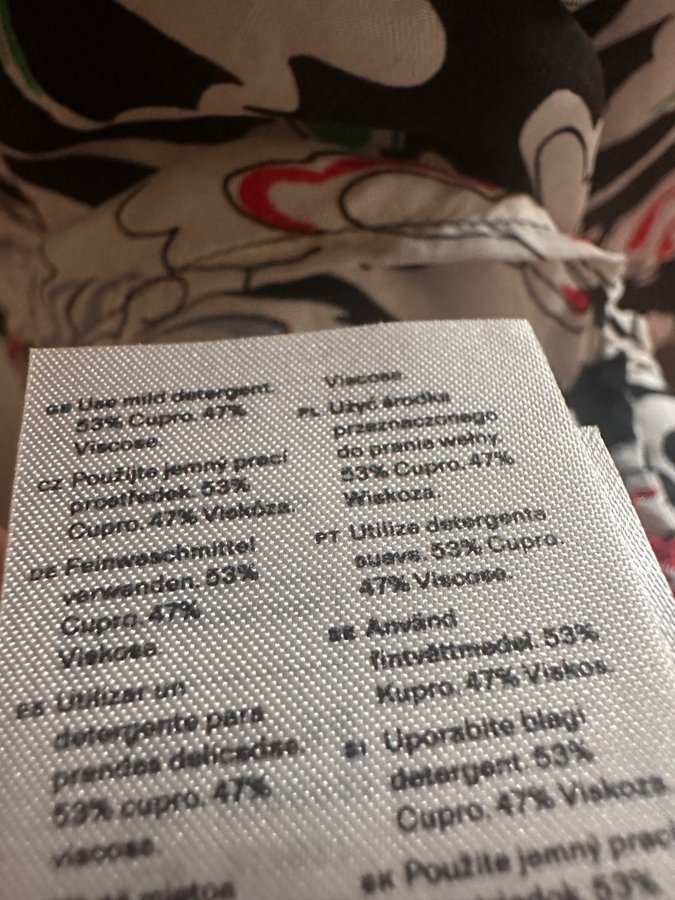 GB Use mild detergent.
53% Cupro. 47%
Viscose.
CZ Použijte jemný prací
prostředek. 53%
Cupro. 47% Viskóza.
DE Feinwaschmittel
verwenden. 53%
Cupro. 47%
Viskose.
ES Utilizar un
detergente para
prendas delicadas.
53% cupro. 47%
viscose.
mietoa
Viscose.
PL Użyć środka
przeznaczonego
do prania wełny.
53% Cupro. 47%
Wiskoza.
PT Utilize detergente
suave. 53% Cupro.
47% Viscose.
SE Använd
fintvättmedel. 53%
Kupro. 47% Viskos.
SI Uporabite blagi
detergent. 53%
Cupro. 47% Viskoza.
SK Použite jemný prací
53%